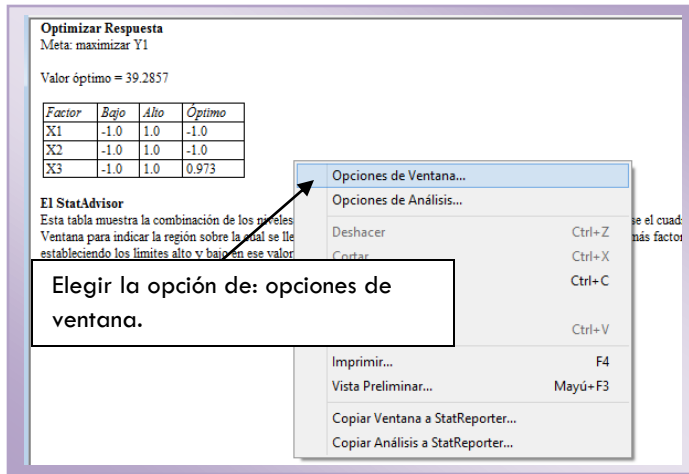 Optimizar Respuesta
Meta: maximizar Y1
Valor óptimo = 39.2857
Factor Bajo Alto Óptimo
X1 -1.0 1.0 -1.0
X2 -1.0 1.0 -1.0
X3 -1.0 1.0 0.973
El StatAdvisor
Esta tabla muestra la combinación de los niveles se el
Ventana para indicar la región sobre la cual se más
estableciendo los límites alto y bajo en ese valor
Elegir la opción de: opciones de
ventana.
Opciones de Ventana...
Opciones de Análisis...
Deshacer Ctrl+Z
Cortar Ctrl+X
Ctrl+C
Ctrl+V
Imprimir... F4
Vista Preliminar... Mayú+F3
Copiar Ventana a StatReporter...
Copiar Análisis a StatReporter...